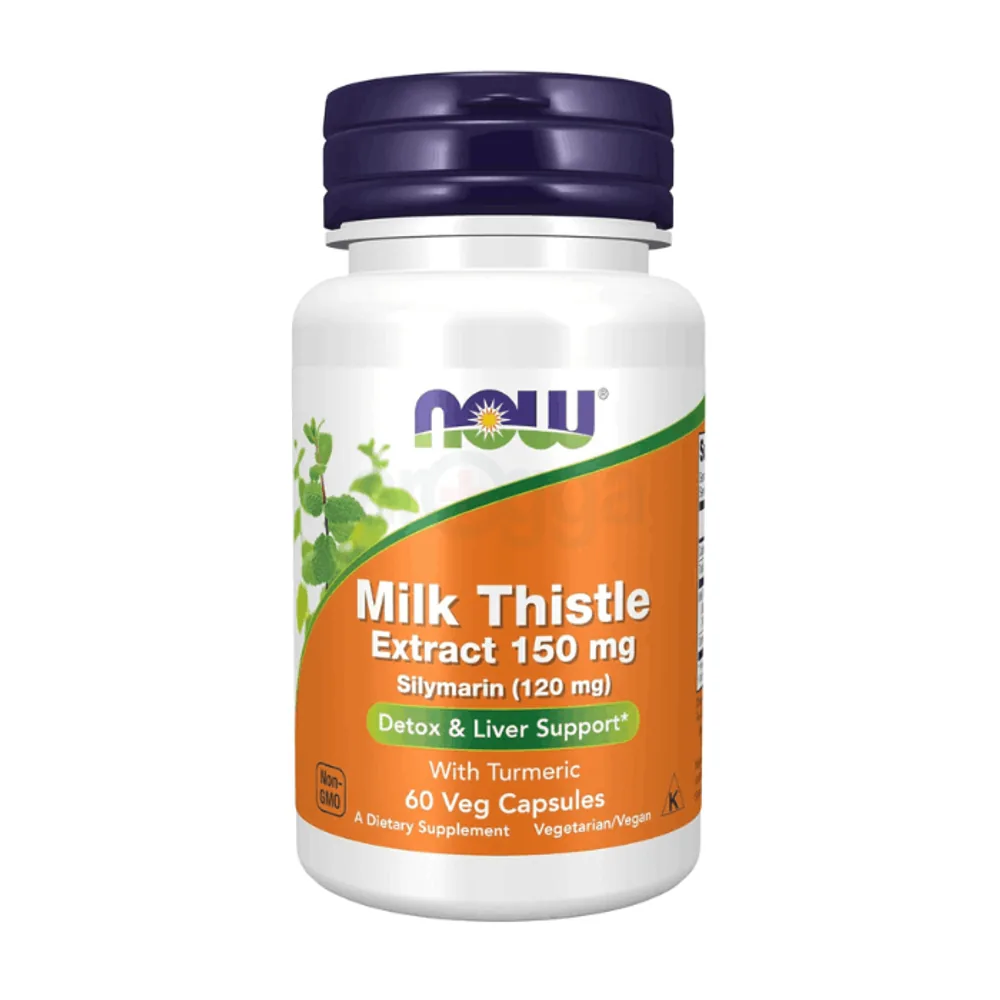 now®
Milk Thistle
Extract 150 mg
Silymarin (120 mg)
Detox & Liver Support*
With Turmeric
60 Veg Capsules
A Dietary Supplement Vegetarian/Vegan
Non-
GMO
K